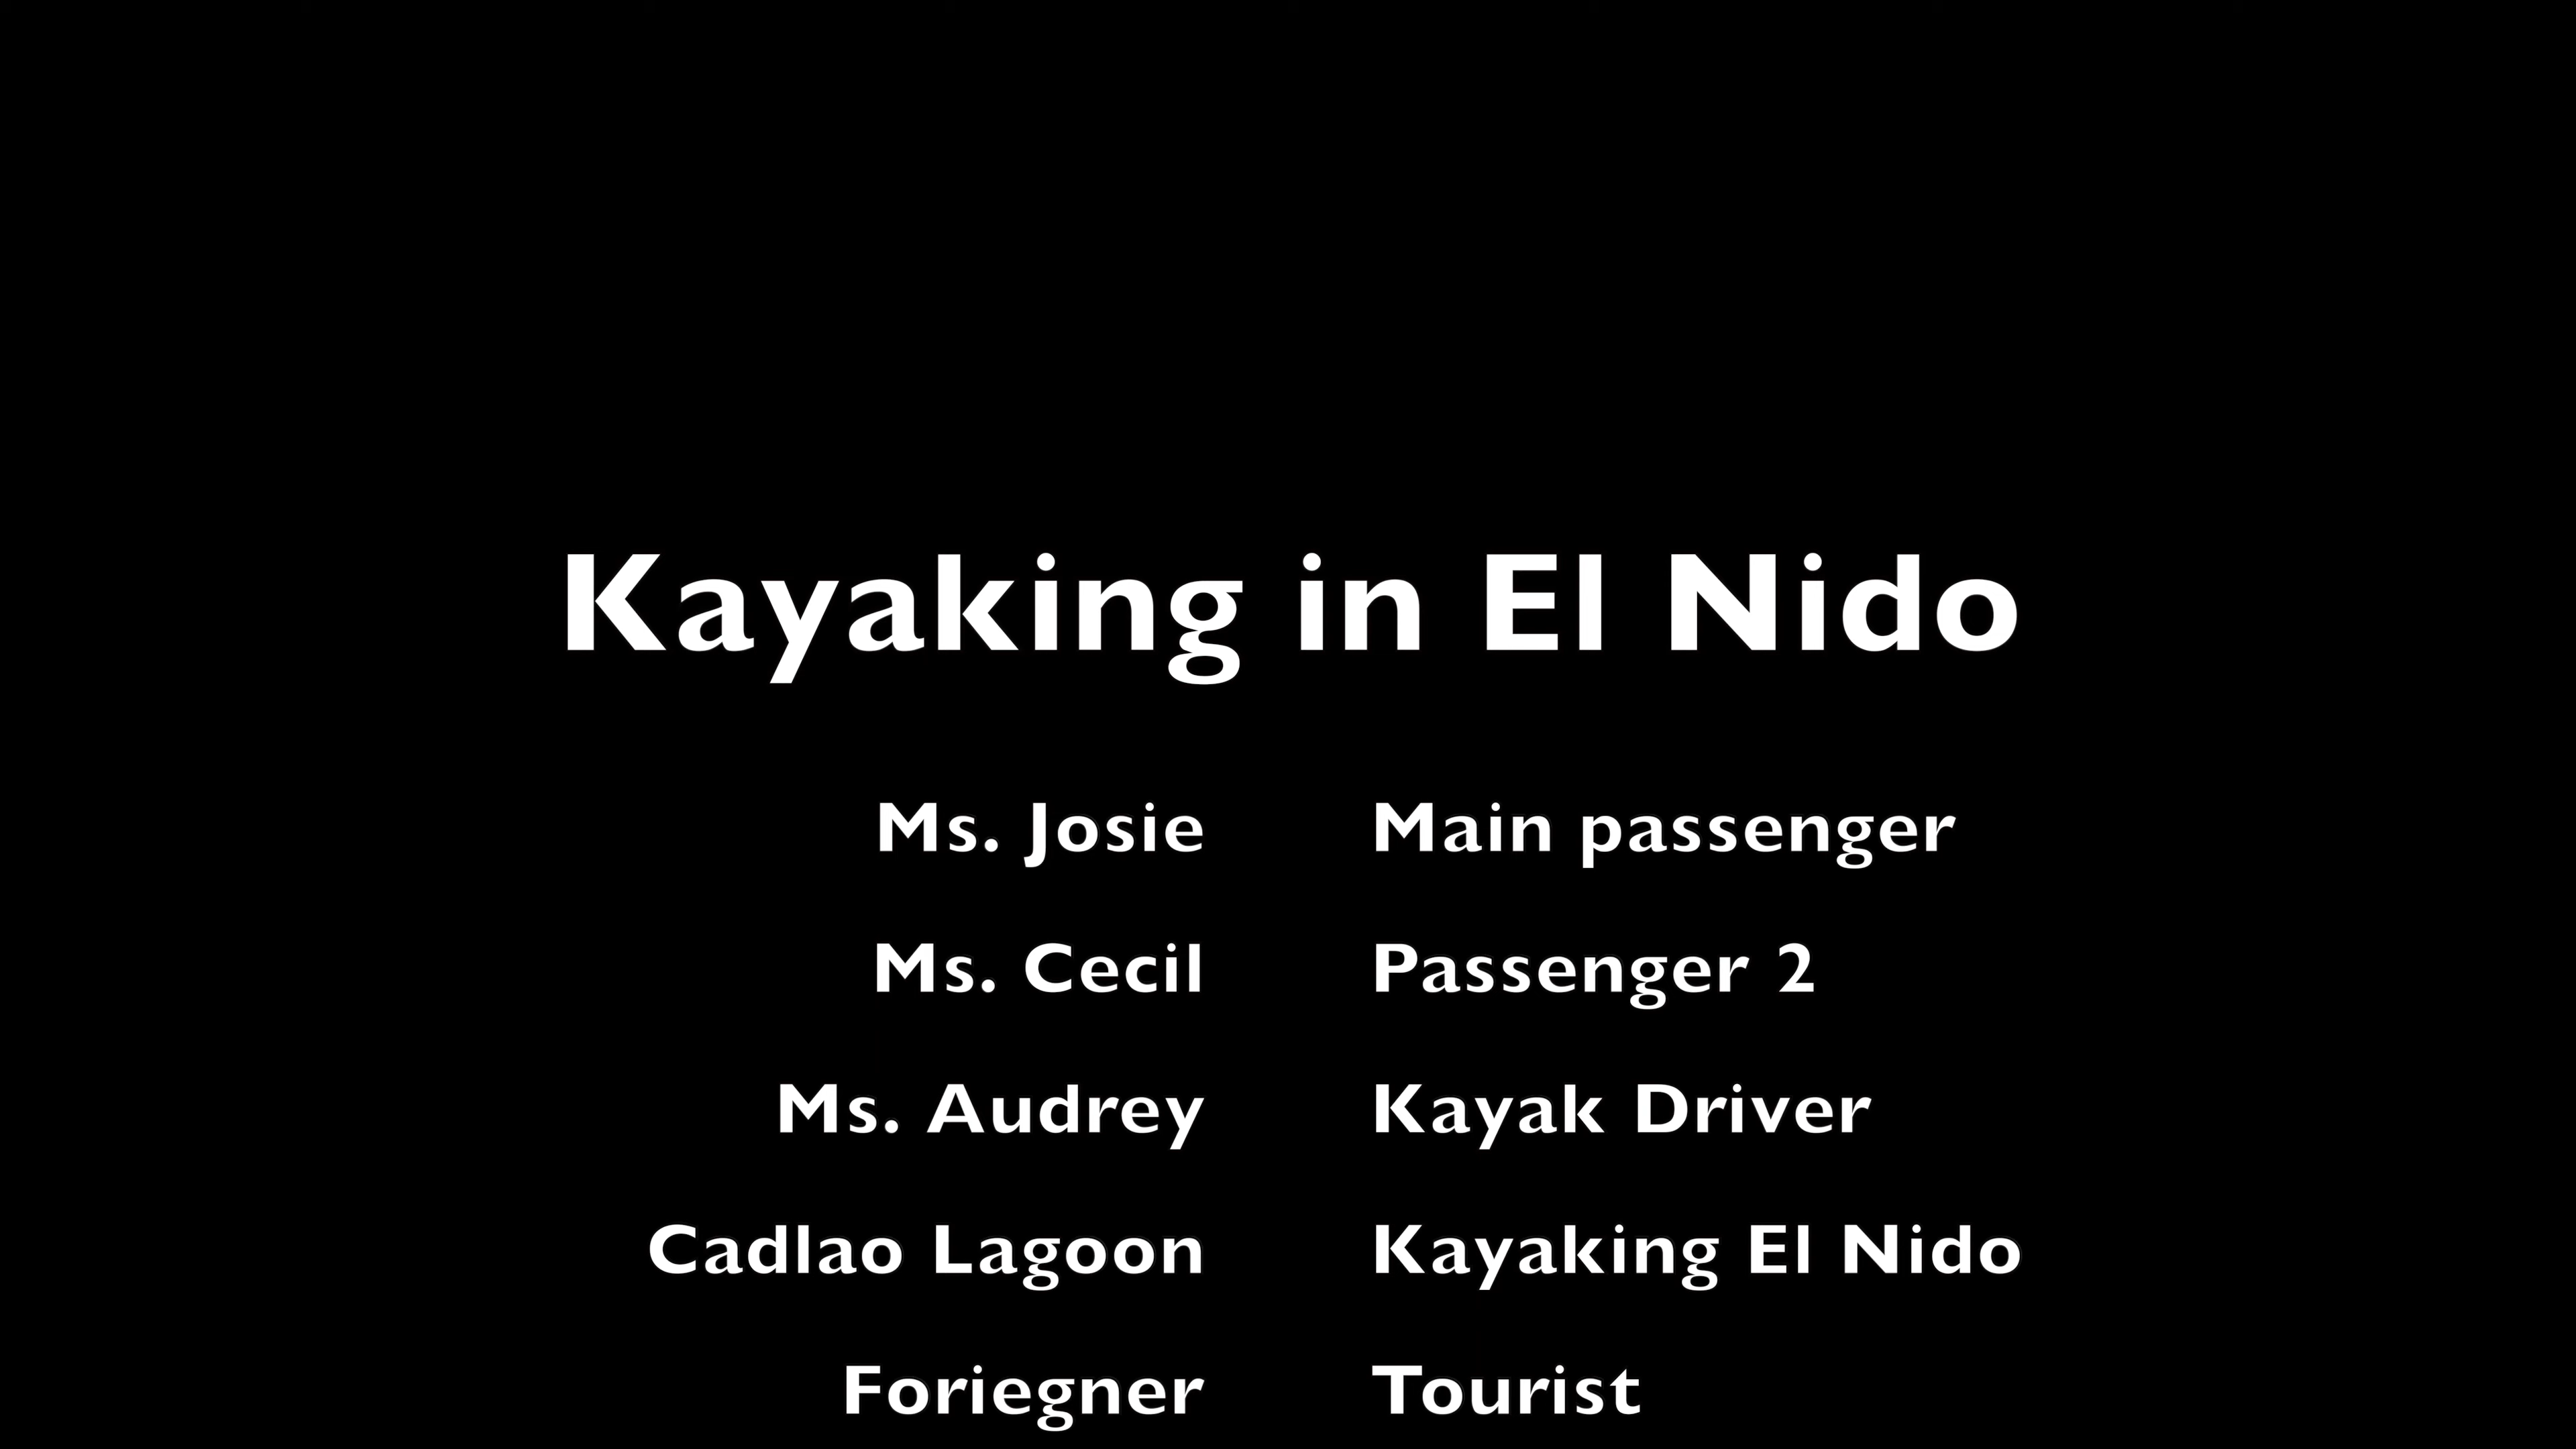 Kayaking in El Nido
Ms. Josie Main passenger
Ms. Cecil Passenger 2
Ms. Audrey Kayak Driver
Cadlao Lagoon Kayaking El Nido
Foriegner Tourist